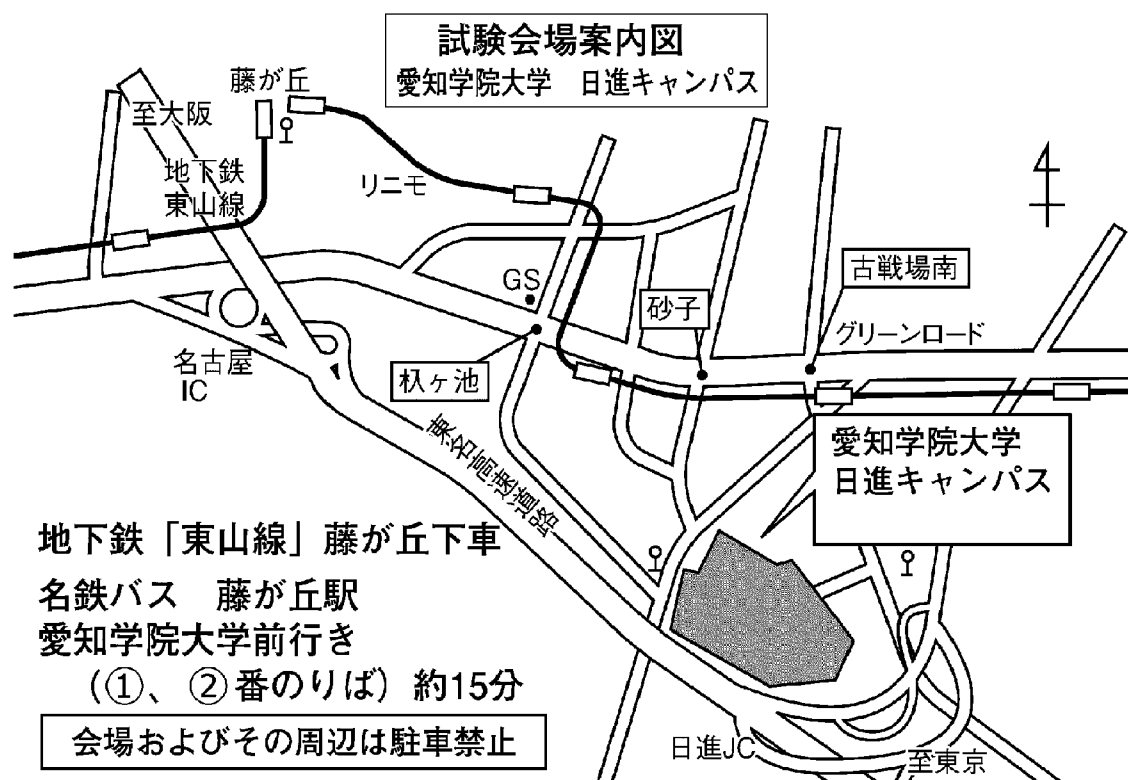 試験会場案内図
愛知学院大学　日進キャンパス
藤が丘
至大阪
地下鉄
東山線
リニモ
GS
古戦場南
砂子
グリーンロード
名古屋
IC
杁ヶ池
愛知学院大学
日進キャンパス
東名高速道路
地下鉄「東山線」藤が丘下車
名鉄バス　藤が丘駅
愛知学院大学前行き
（①、②番のりば）約15分
会場およびその周辺は駐車禁止
日進JC
至東京